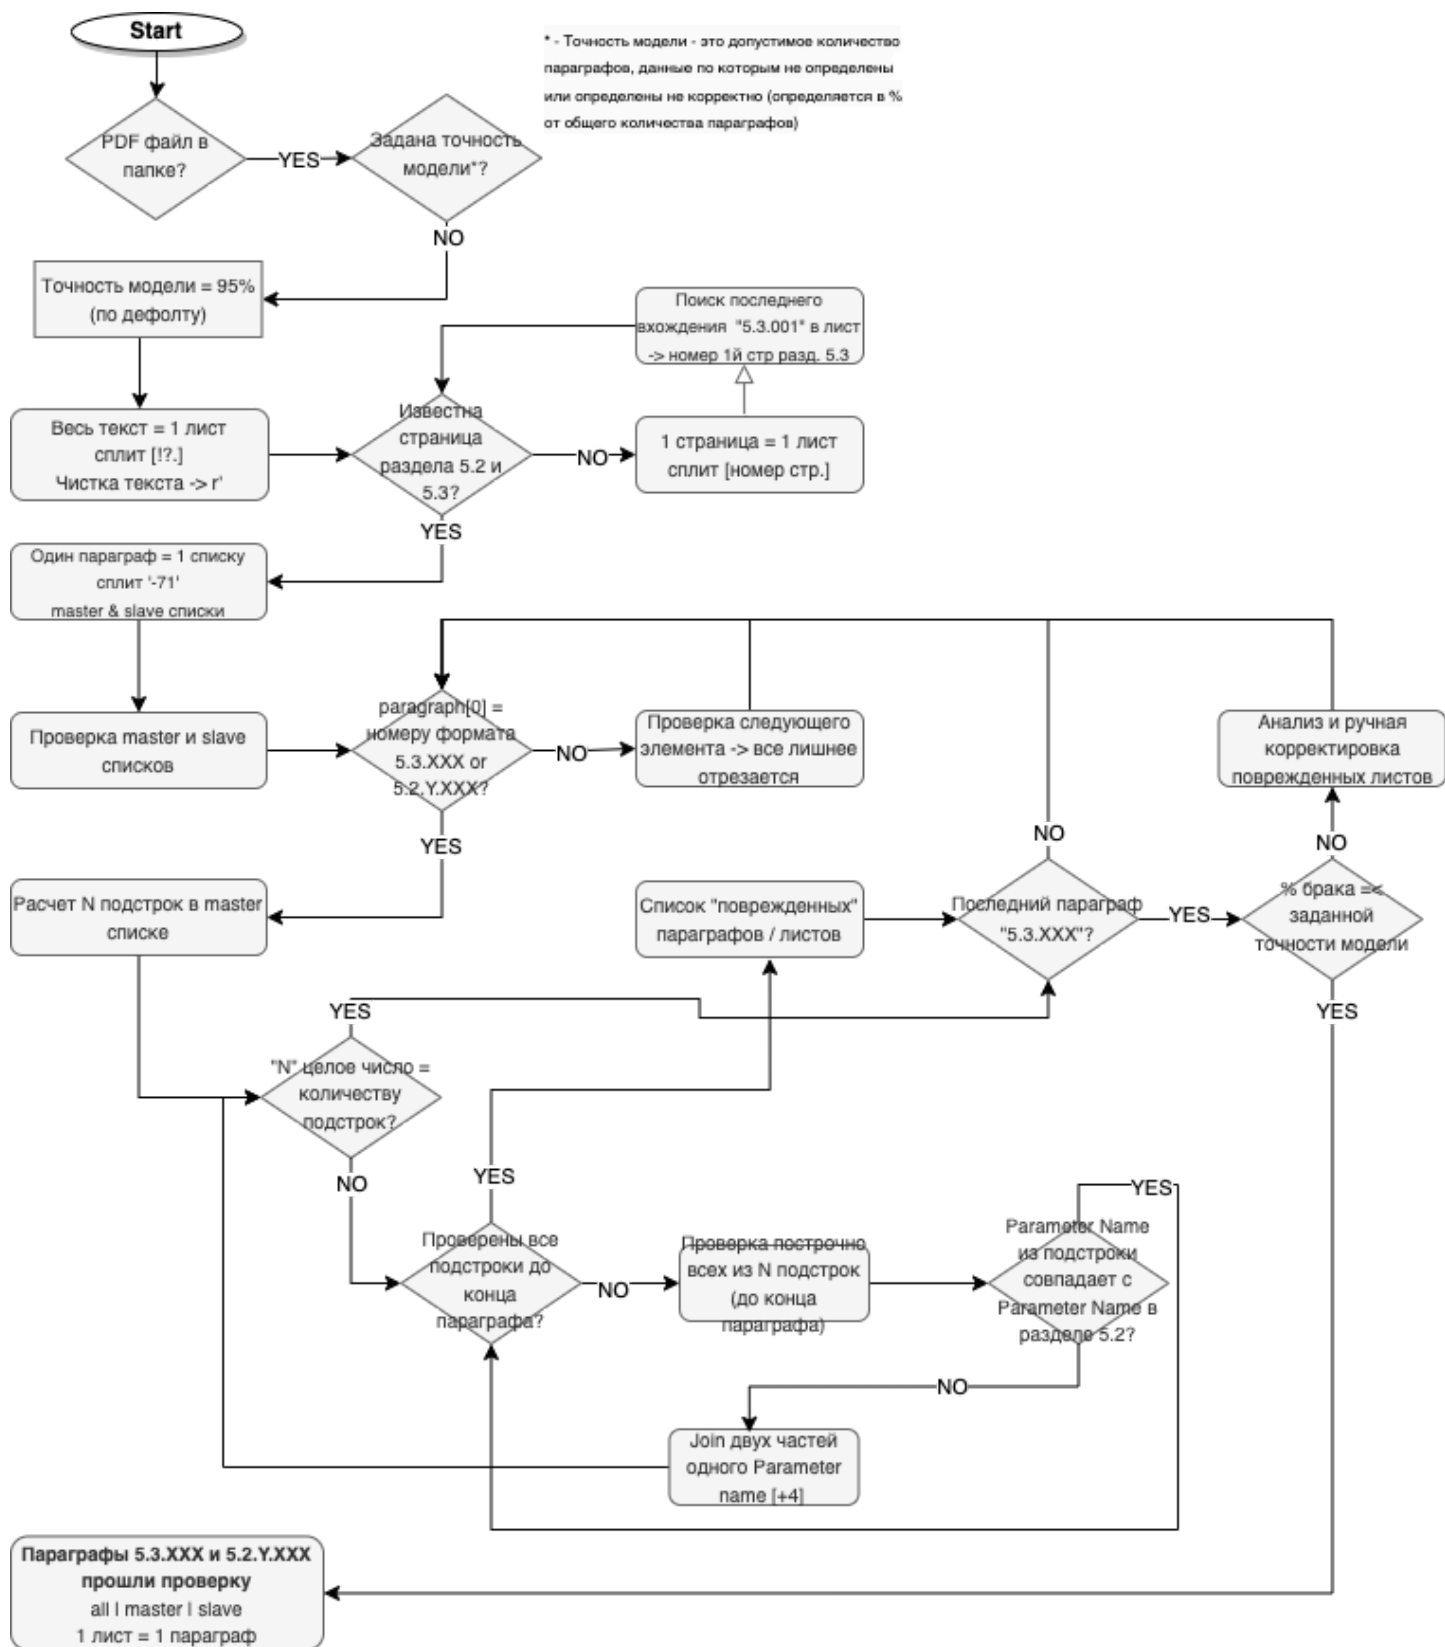 Start
* - Точность модели - это допустимое количество
параграфов, данные по которым не определены
или определены не корректно (определяется в %
от общего количества параграфов)
PDF файл в
папке?
YES
Задана точность
модели*?
NO
Точность модели = 95%
(по дефолту)
Поиск последнего
вхождения "5.3.001" в лист
-> номер 1й стр разд. 5.3
Весь текст = 1 лист
сплит [!?.]
Чистка текста -> r'
Известна
страница
раздела 5.2 и
5.3?
NO
1 страница = 1 лист
сплит [номер стр.]
YES
Один параграф = 1 списку
сплит '-71'
master & slave списки
Проверка master и slave
списков
paragraph[0] =
номеру формата
5.3.XXX or
5.2.Y.XXX?
NO
Проверка следующего
элемента -> все лишнее
отрезается
Анализ и ручная
корректировка
поврежденных листов
YES
NO
NO
Расчет N подстрок в master
списке
Список "поврежденных"
параграфов / листов
Последний параграф
"5.3.XXX"?
YES
% брака =<
заданной
точности модели
YES
YES
"N" целое число =
количеству
подстрок?
NO
YES
YES
Проверены все
подстроки до
конца
параграфа?
NO
Проверка построчно
всех из N подстрок
(до конца
параграфа)
Parameter Name
из подстроки
совпадает с
Parameter Name в
разделе 5.2?
NO
Join двух частей
одного Parameter
name [+4]
Параграфы 5.3.XXX и 5.2.Y.XXX
прошли проверку
all | master | slave
1 лист = 1 параграф